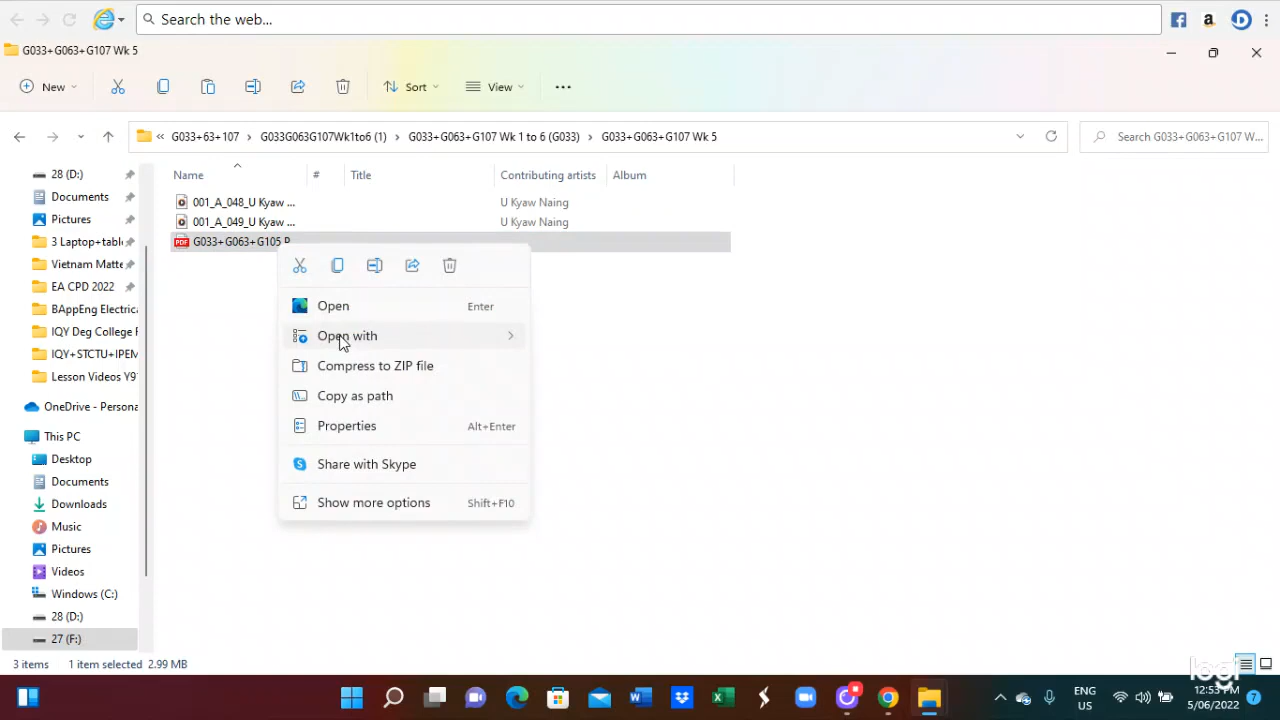 Search the web...
G033+G063+G107 Wk 5
New
Sort
View
« G033+63+107 > G033G063G107Wk1to6 (1) > G033+G063+G107 Wk 1 to 6 (G033) > G033+G063+G107 Wk 5
Search G033+G063+G107 W...
Name # Title Contributing artists Album
001_A_048_U Kyaw ... U Kyaw Naing
001_A_049_U Kyaw ... U Kyaw Naing
PDF G033+G063+G105 P
28 (D:)
Documents
Pictures
3 Laptop+table
Vietnam Matte
EA CPD 2022
BAppEng Electrica
IQY Deg College F
IQY+STCTU+IPEM
Lesson Videos Y91
OneDrive - Persona
This PC
Desktop
Documents
Downloads
Music
Pictures
Videos
Windows (C:)
28 (D:)
27 (F:)
Open Enter
Open with
Compress to ZIP file
Copy as path
Properties Alt+Enter
Share with Skype
Show more options Shift+F10
3 items 1 item selected 2.99 MB
logi
ENG
US
12:53 PM
5/06/2022
7